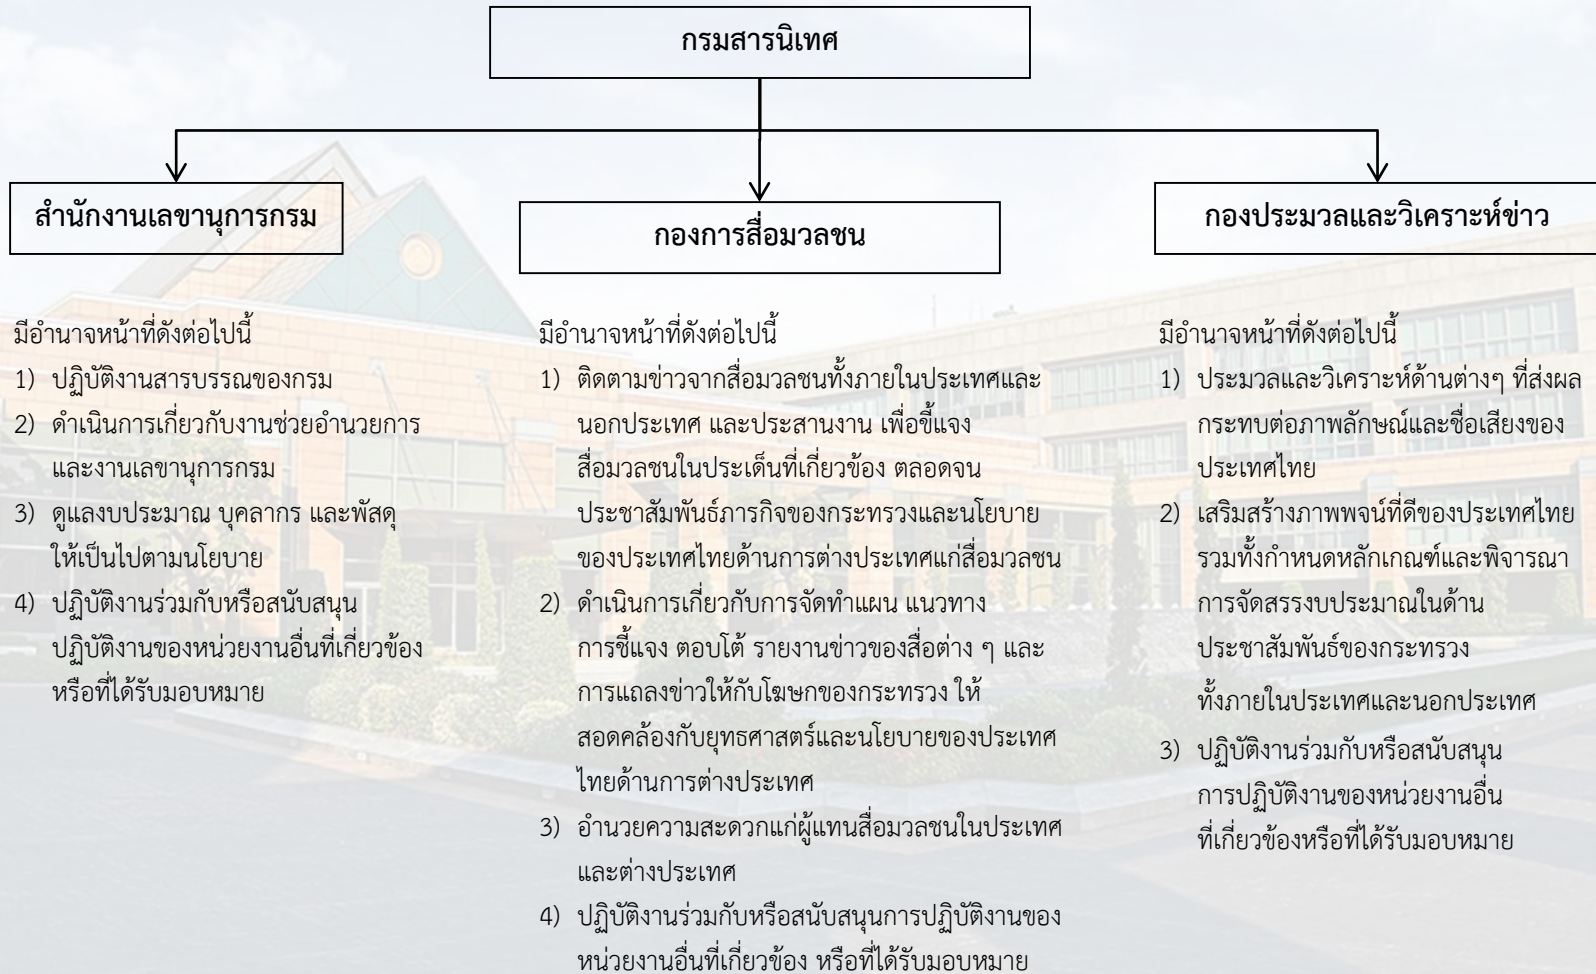 กรมสารนิเทศ
สำนักงานเลขานุการกรม
มีอำนาจหน้าที่ดังต่อไปนี้
1) ปฏิบัติงานสารบรรณของกรม
2) ดำเนินการเกี่ยวกับงานช่วยอำนวยการ
และงานเลขานุการกรม
3) ดูแลงบประมาณ บุคลากร และพัสดุ
ให้เป็นไปตามนโยบาย
4) ปฏิบัติงานร่วมกับหรือสนับสนุน
ปฏิบัติงานของหน่วยงานอื่นที่เกี่ยวข้อง
หรือที่ได้รับมอบหมาย
กองการสื่อมวลชน
มีอำนาจหน้าที่ดังต่อไปนี้
1) ติดตามข่าวจากสื่อมวลชนทั้งภายในประเทศและ
นอกประเทศ และประสานงาน เพื่อขี้แจง
สื่อมวลชนในประเด็นที่เกี่ยวข้อง ตลอดจน
ประชาสัมพันธ์ภารกิจของกระทรวงและนโยบาย
ของประเทศไทยด้านการต่างประเทศแก่สื่อมวลชน
2) ดำเนินการเกี่ยวกับการจัดทำแผน แนวทาง
การชี้แจง ตอบโต้ รายงานข่าวของสื่อต่าง ๆ และ
การแถลงข่าวให้กับโฆษกของกระทรวง ให้
สอดคล้องกับยุทธศาสตร์และนโยบายของประเทศ
ไทยด้านการต่างประเทศ
3) อำนวยความสะดวกแก่ผู้แทนสื่อมวลชนในประเทศ
และต่างประเทศ
4) ปฏิบัติงานร่วมกับหรือสนับสนุนการปฏิบัติงานของ
หน่วยงานอื่นที่เกี่ยวข้อง หรือที่ได้รับมอบหมาย
กองประมวลและวิเคราะห์ข่าว
มีอำนาจหน้าที่ดังต่อไปนี้
1) ประมวลและวิเคราะห์ด้านต่างๆ ที่ส่งผล
กระทบต่อภาพลักษณ์และชื่อเสียงของ
ประเทศไทย
2) เสริมสร้างภาพพจน์ที่ดีของประเทศไทย
รวมทั้งกำหนดหลักเกณฑ์และพิจารณา
การจัดสรรงบประมาณในด้าน
ประชาสัมพันธ์ของกระทรวง
ทั้งภายในประเทศและนอกประเทศ
3) ปฏิบัติงานร่วมกับหรือสนับสนุน
การปฏิบัติงานของหน่วยงานอื่น
ที่เกี่ยวข้องหรือที่ได้รับมอบหมาย